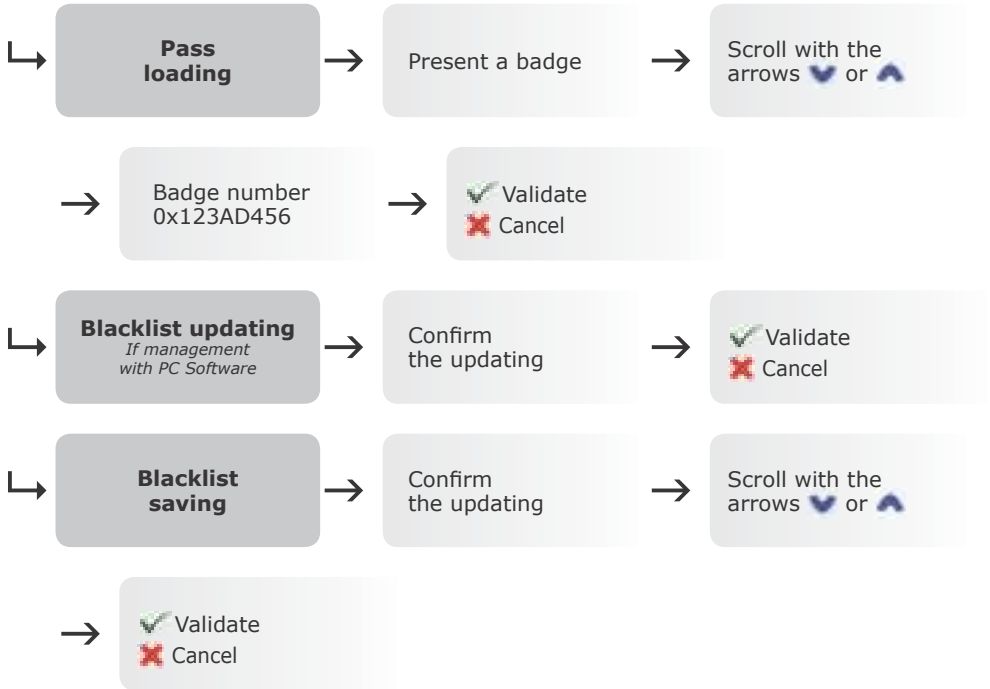 Pass
loading
Present a badge
Scroll with the
arrows or
Badge number
0x123AD456
Validate
Cancel
Blacklist updating
If management
with PC Software
Confirm
the updating
Validate
Cancel
Blacklist
saving
Confirm
the updating
Scroll with the
arrows or
Validate
Cancel